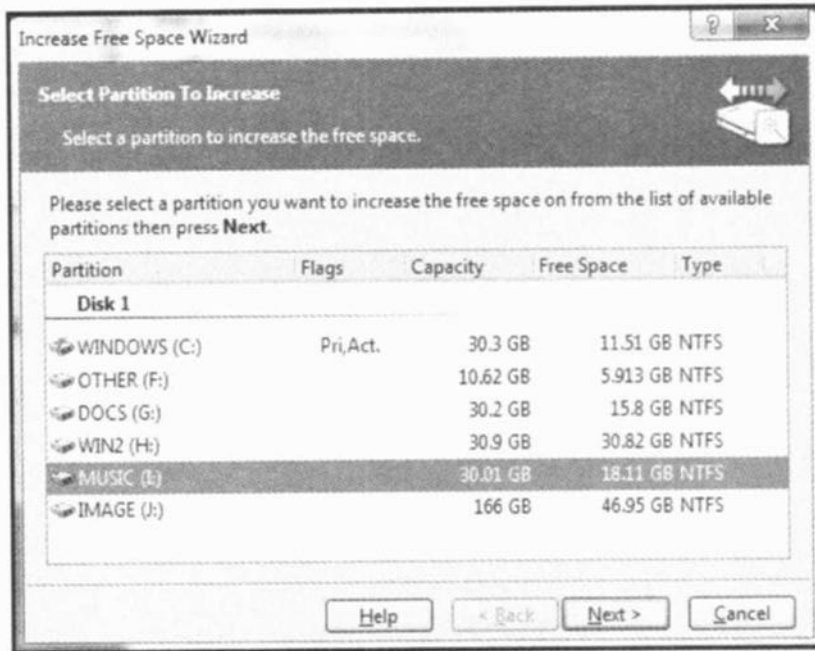 Increase Free Space Wizard
Select Partition To Increase
Select a partition to increase the free space.
Please select a partition you want to increase the free space on from the list of available
partitions then press Next.
Partition Flags Capacity Free Space Type
Disk 1
WINDOWS (C:) Pri,Act. 30.3 GB 11.51 GB NTFS
OTHER (F:) 10.62 GB 5.913 GB NTFS
DOCS (G:) 30.2 GB 15.8 GB NTFS
WIN2 (H:) 30.9 GB 30.82 GB NTFS
MUSIC (I:) 30.01 GB 18.11 GB NTFS
IMAGE (J:) 166 GB 46.95 GB NTFS
Help < Back Next > Cancel